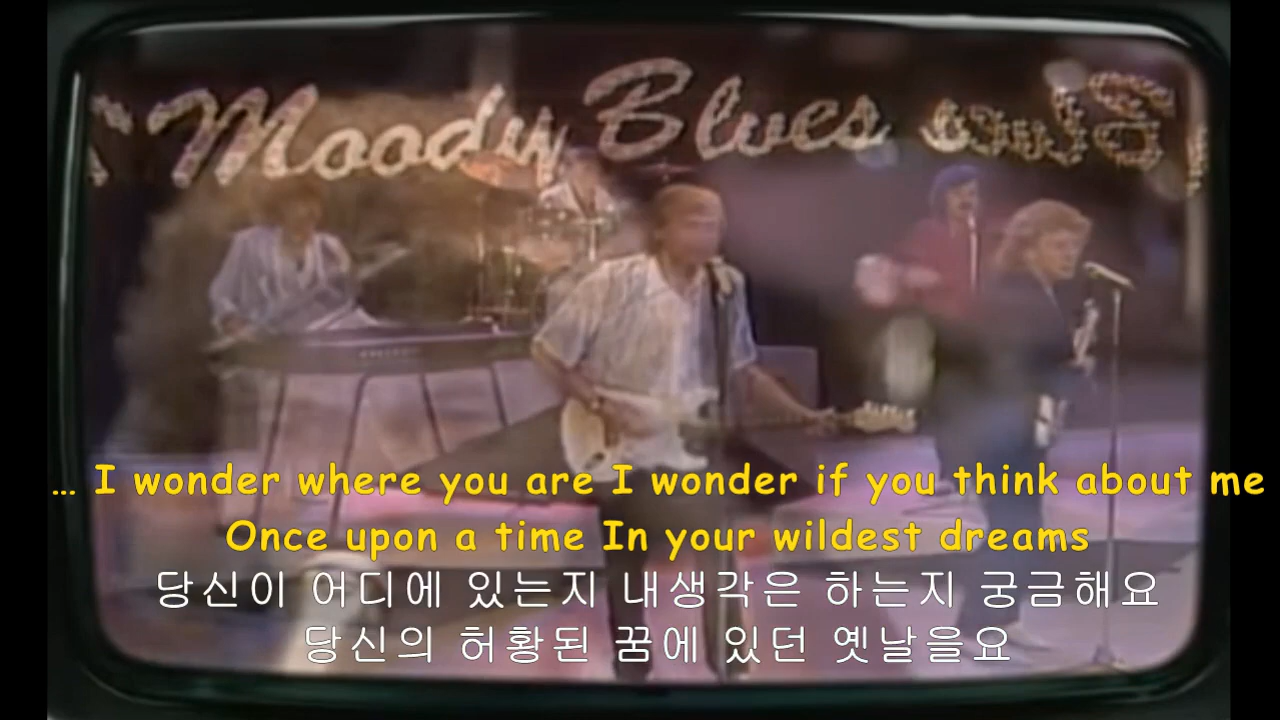 Moody Blues Blues
… I wonder where you are I wonder if you think about me
Once upon a time In your wildest dreams
당신이 어디에 있는지 내생각은 하는지 궁금해요
당신의 허황된 꿈에 있던 옛날을요